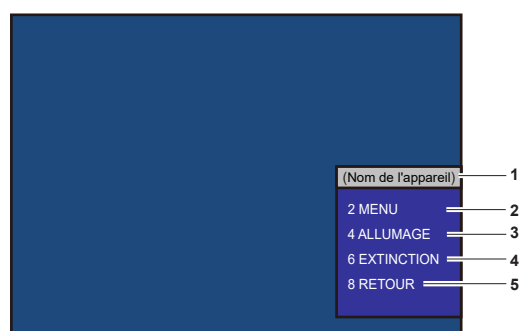 (Nom de l'appareil) 1
2 MENU 2
4 ALLUMAGE 3
6 EXTINCTION 4
8 RETOUR 5